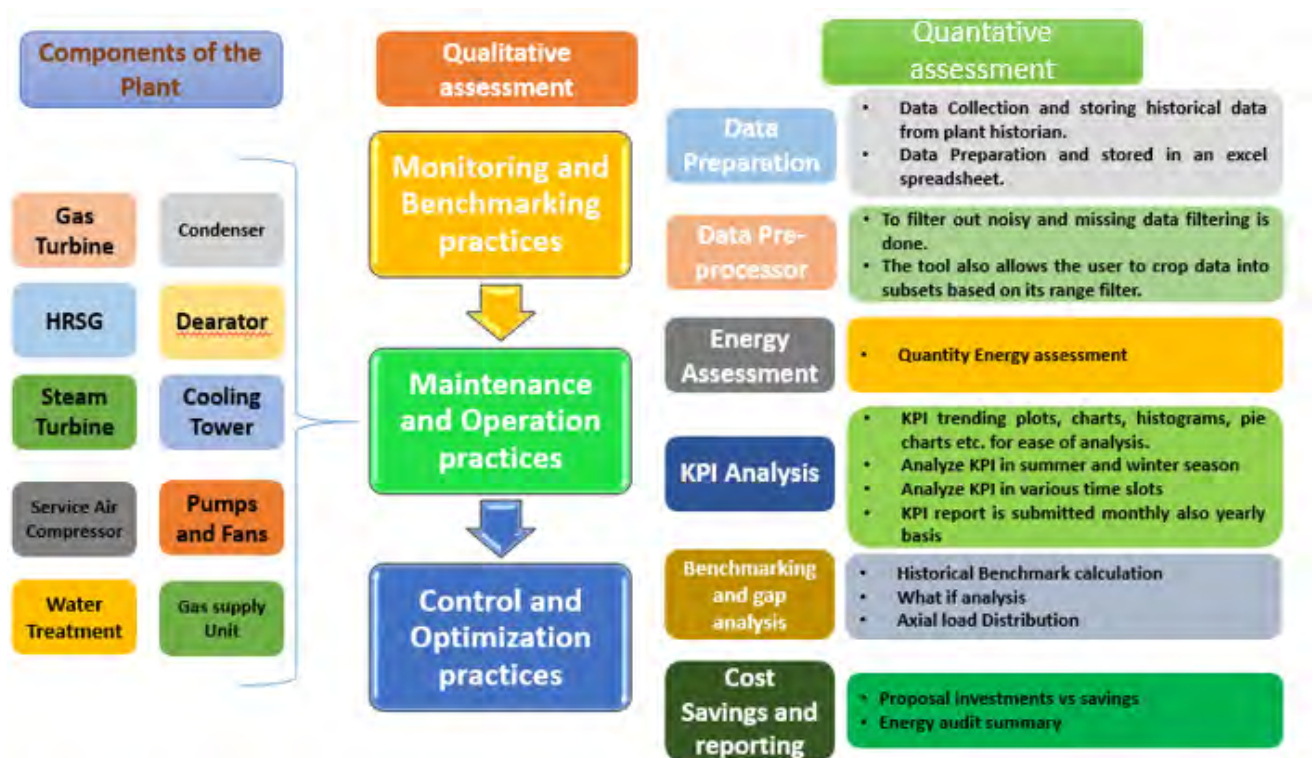 Components of the
Plant
Gas
Turbine
Condenser
HRSG
Dearator
Steam
Turbine
Cooling
Tower
Service Air
Compressor
Pumps
and Fans
Water
Treatment
Gas supply
Unit
Qualitative
assessment
Monitoring and
Benchmarking
practices
Maintenance
and Operation
practices
Control and
Optimization
practices
Quantative
assessment
Data
Preparation
• Data Collection and storing historical data
from plant historian.
• Data Preparation and stored in an excel
spreadsheet.
Data Pre-
processor
• To filter out noisy and missing data filtering is
done.
• The tool also allows the user to crop data into
subsets based on its range filter.
Energy
Assessment
• Quantity Energy assessment
KPI Analysis
• KPI trending plots, charts, histograms, pie
charts etc. for ease of analysis.
• Analyze KPI in summer and winter season
• Analyze KPI in various time slots
• KPI report is submitted monthly also yearly
basis
Benchmarking
and gap
analysis
• Historical Benchmark calculation
• What if analysis
• Axial load Distribution
Cost
Savings and
reporting
• Proposal investments vs savings
• Energy audit summary